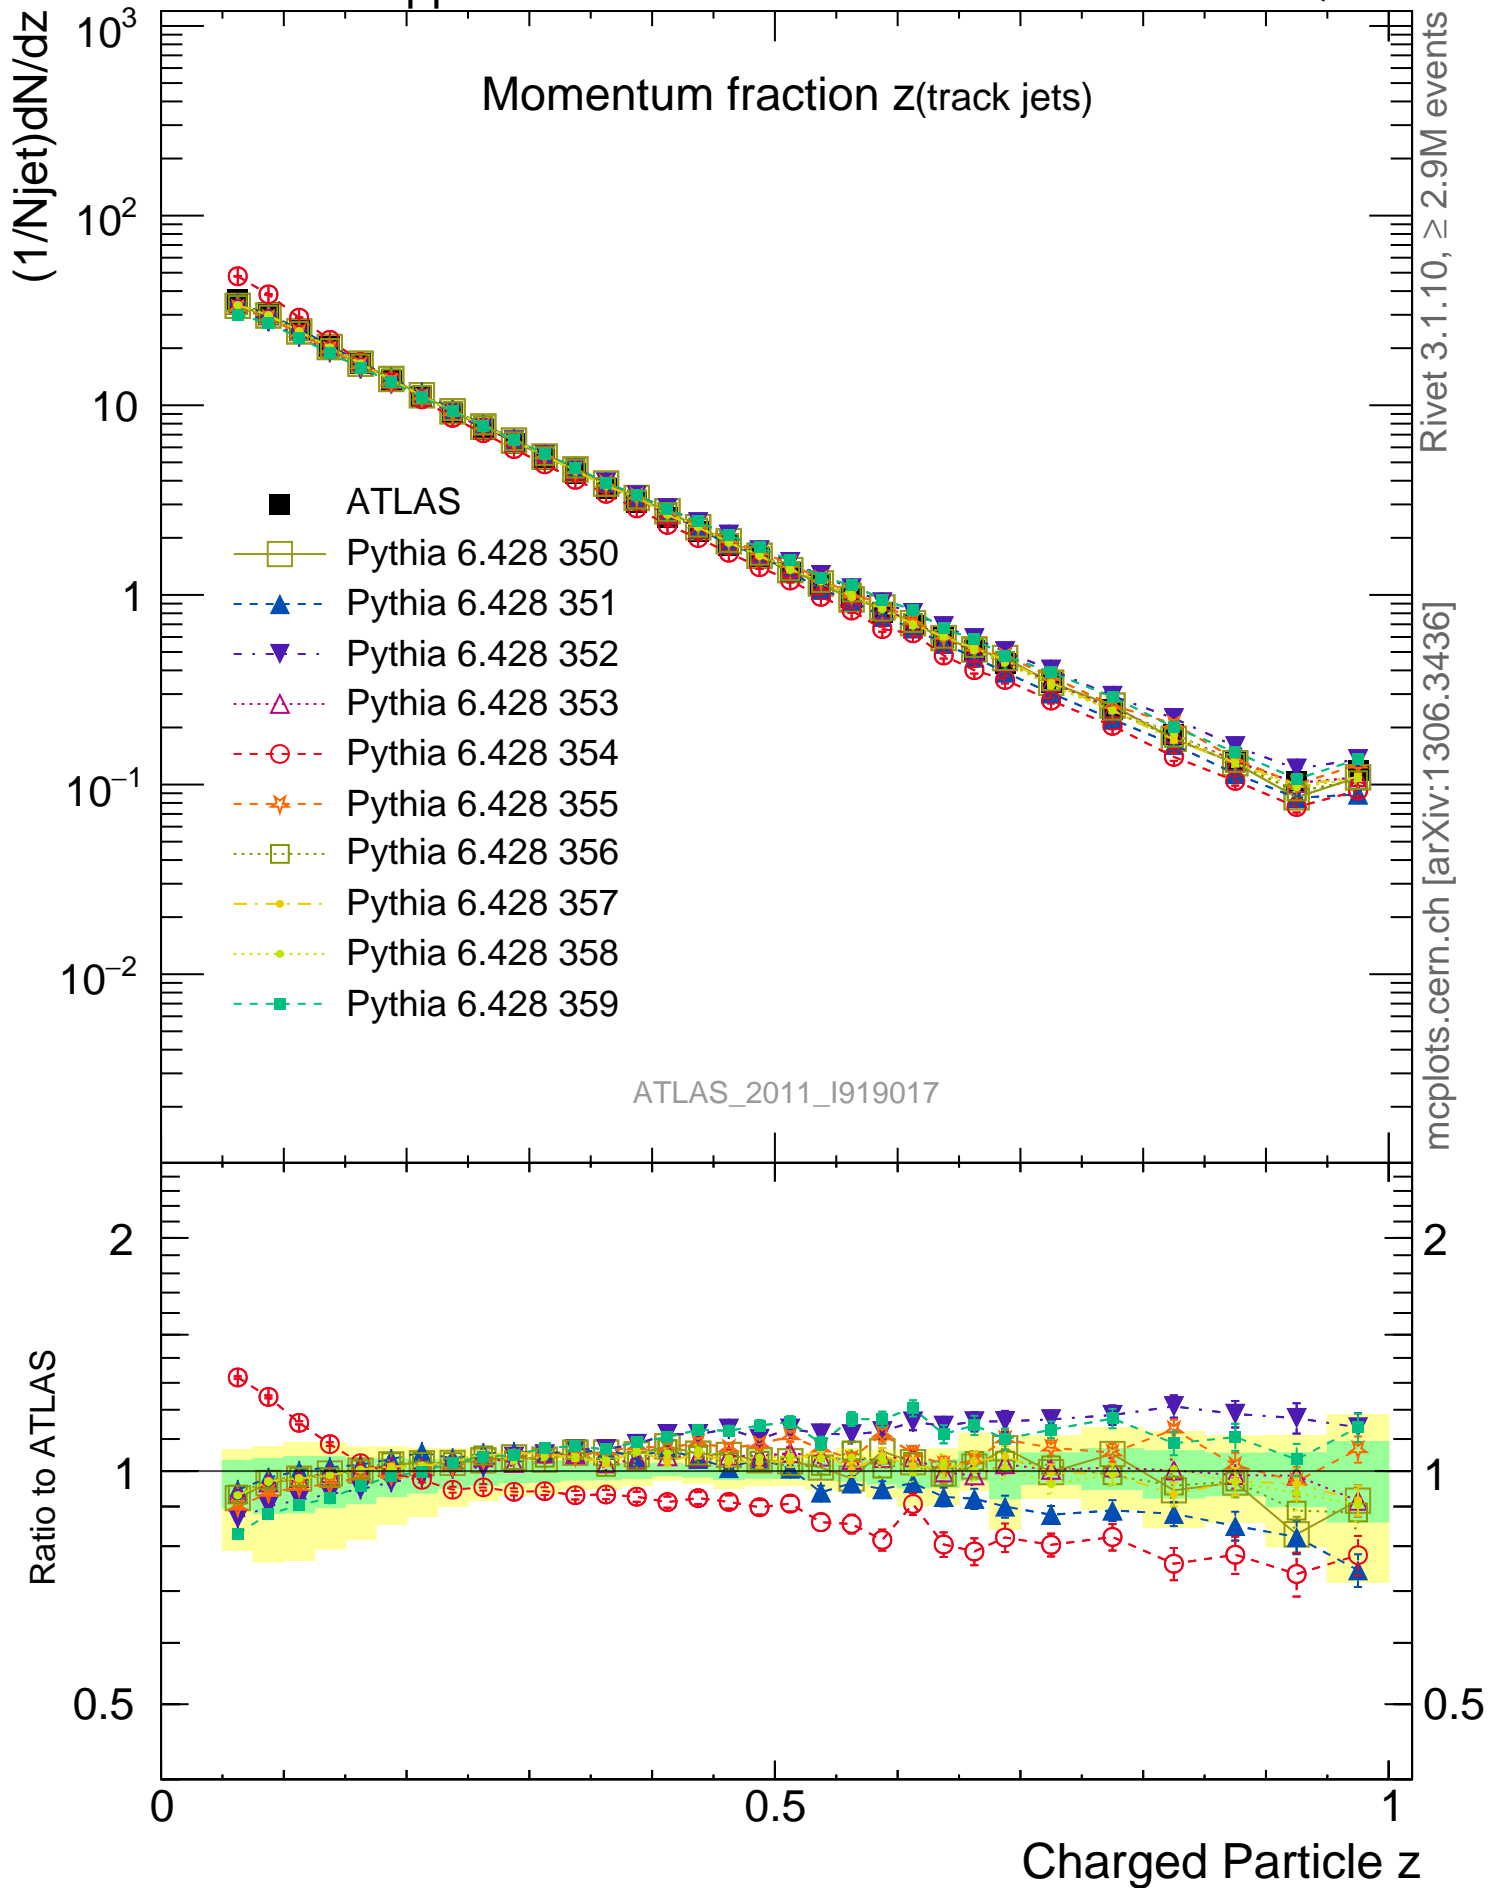 (1/Njet)dN/dz
Momentum fraction z(track jets)
10³
10²
10
1
10⁻¹
10⁻²
ATLAS
Pythia 6.428 350
Pythia 6.428 351
Pythia 6.428 352
Pythia 6.428 353
Pythia 6.428 354
Pythia 6.428 355
Pythia 6.428 356
Pythia 6.428 357
Pythia 6.428 358
Pythia 6.428 359
ATLAS_2011_I919017
Rivet 3.1.10, ≥ 2.9M events
mcplots.cern.ch [arXiv:1306.3436]
Ratio to ATLAS
2
1
0.5
2
1
0.5
0
0.5
1
Charged Particle z